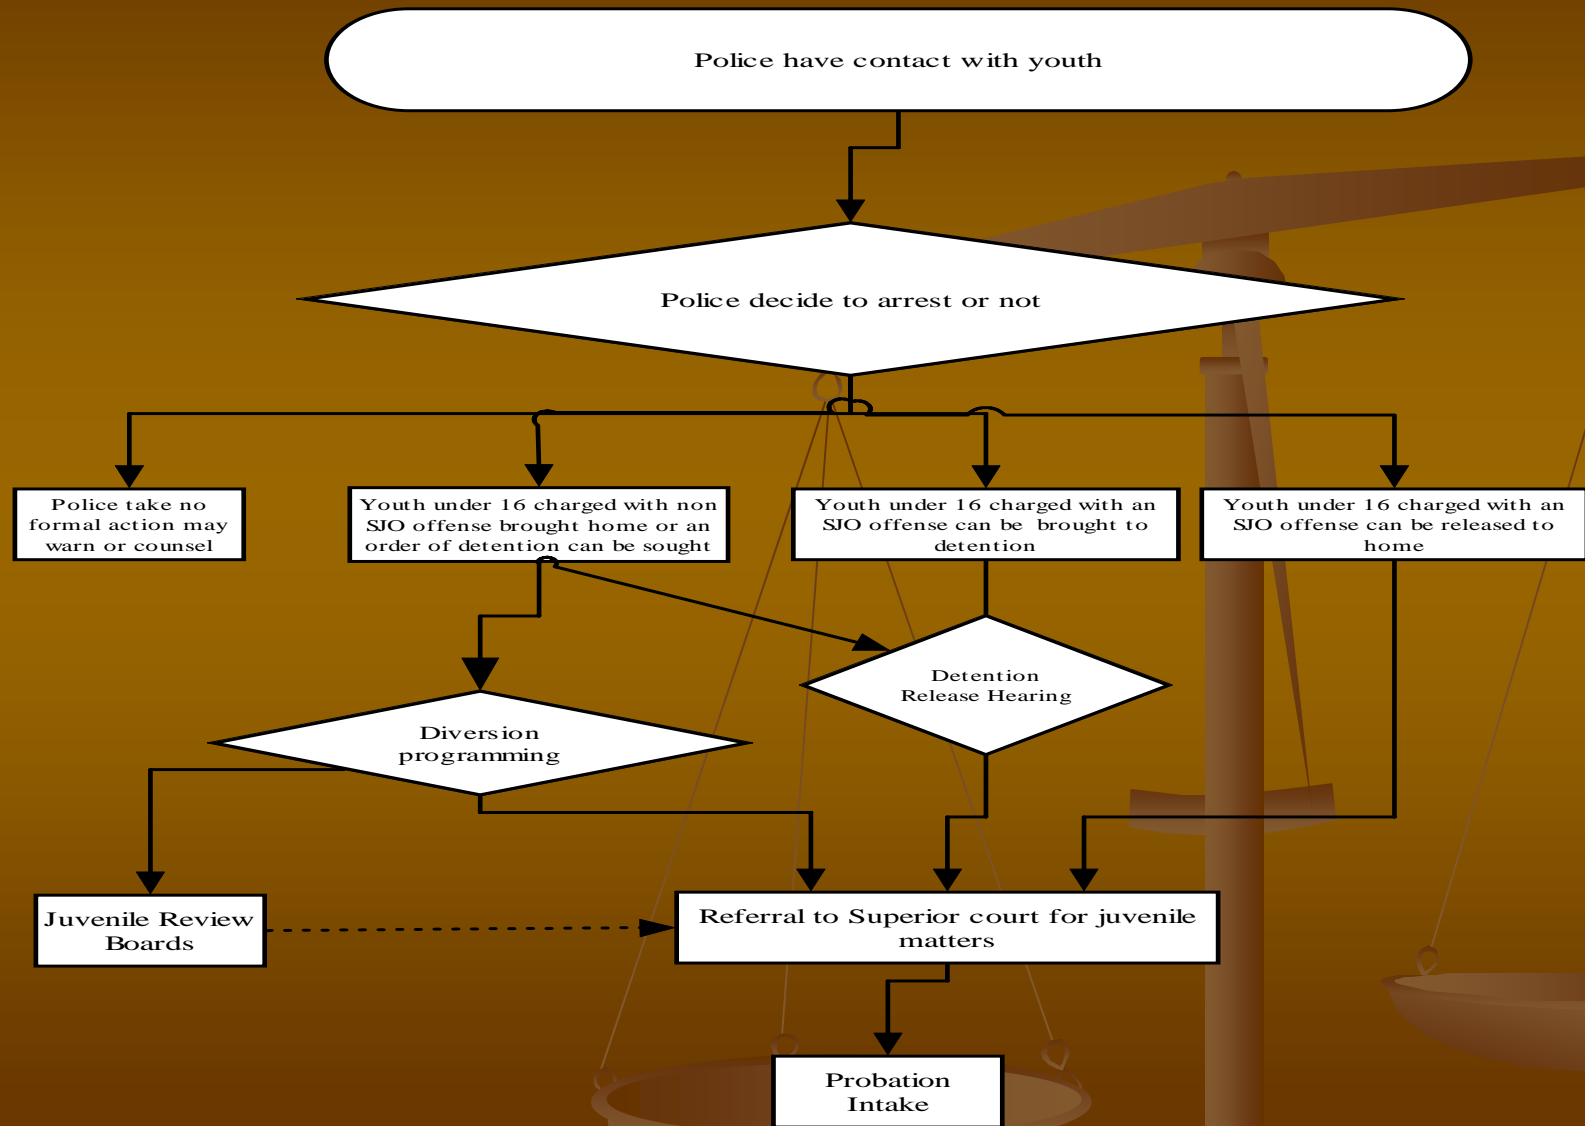 Police have contact with youth
Police decide to arrest or not
Police take no
formal action may
warn or counsel
Youth under 16 charged with non
SJO offense brought home or an
order of detention can be sought
Youth under 16 charged with an
SJO offense can be brought to
detention
Youth under 16 charged with an
SJO offense can be released to
home
Detention
Release Hearing
Diversion
programming
Juvenile Review
Boards
Referral to Superior court for juvenile
matters
Probation
Intake